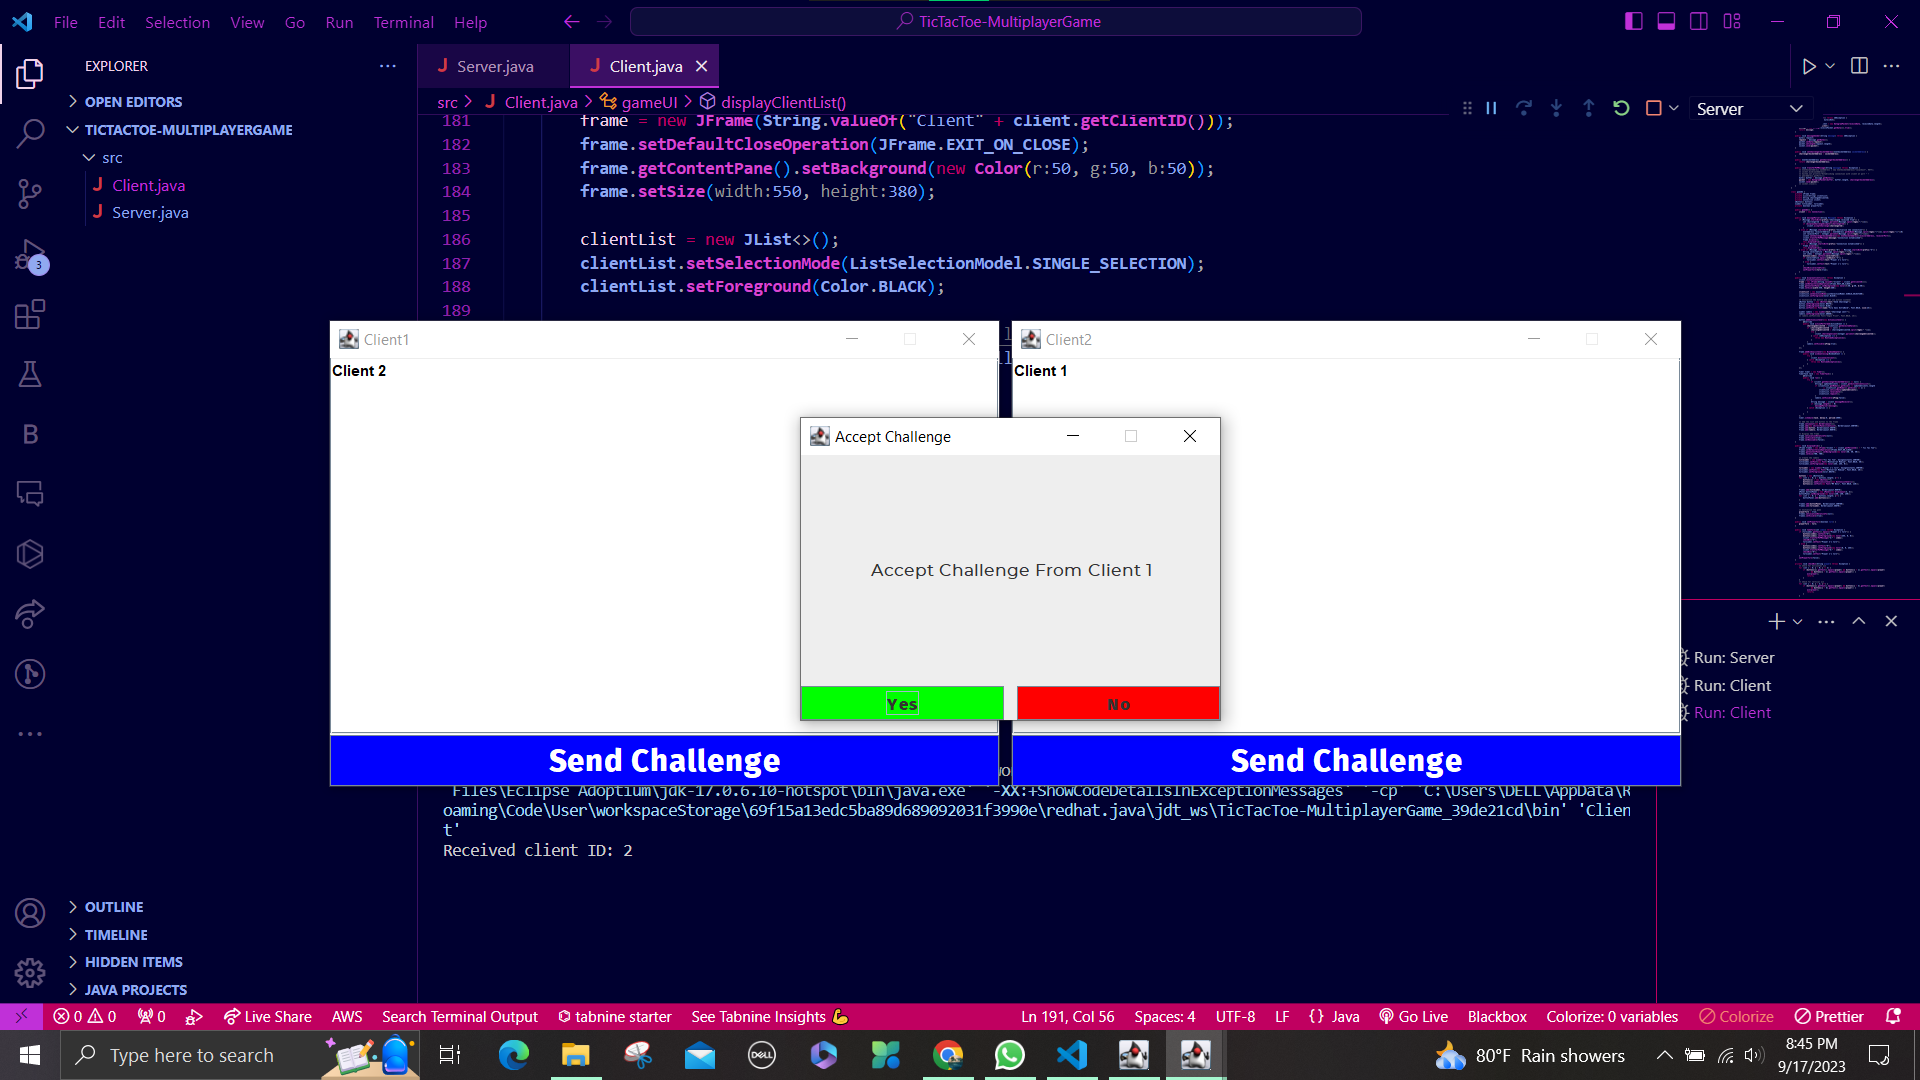 File Edit Selection View Go Run Terminal Help
TicTacToe-MultiplayerGame
EXPLORER
OPEN EDITORS
TICTACTOE-MULTIPLAYERGAME
src
Client.java
Server.java
3
B
OUTLINE
TIMELINE
HIDDEN ITEMS
JAVA PROJECTS
J Server.java
J Client.java
src > J Client.java > gameUI > displayClientList()
Server
181 frame = new JFrame(String.valueOf("Client" + client.getClientID()));
182 frame.setDefaultCloseOperation(JFrame.EXIT_ON_CLOSE);
183 frame.getContentPane().setBackground(new Color(r:50, g:50, b:50));
184 frame.setSize(width:550, height:380);
185
186 clientList = new JList<>();
187 clientList.setSelectionMode(ListSelectionModel.SINGLE_SELECTION);
188 clientList.setForeground(Color.BLACK);
189
Client1
Client 2
Send Challenge
Client2
Client 1
Send Challenge
Accept Challenge
Accept Challenge From Client 1
Yes
No
Run: Server
Run: Client
Run: Client
Files\Eclipse Adoptium\jdk-17.0.6.10-hotspot\bin\java.exe' '-XX:+ShowCodeDetailsInExceptionMessages' '-cp' 'C:\Users\DELL\AppData\R
oaming\Code\User\workspaceStorage\69f15a13edc5ba89d689092031f3990e\redhat.java\jdt_ws\TicTacToe-MultiplayerGame_39de21cd\bin' 'Clien
t'
Received client ID: 2
0 0 0 Live Share AWS Search Terminal Output tabnine starter See Tabnine Insights Ln 191, Col 56 Spaces: 4 UTF-8 LF {} Java Go Live Blackbox Colorize: 0 variables Colorize Prettier
Type here to search
DELL
80°F Rain showers
8:45 PM
9/17/2023